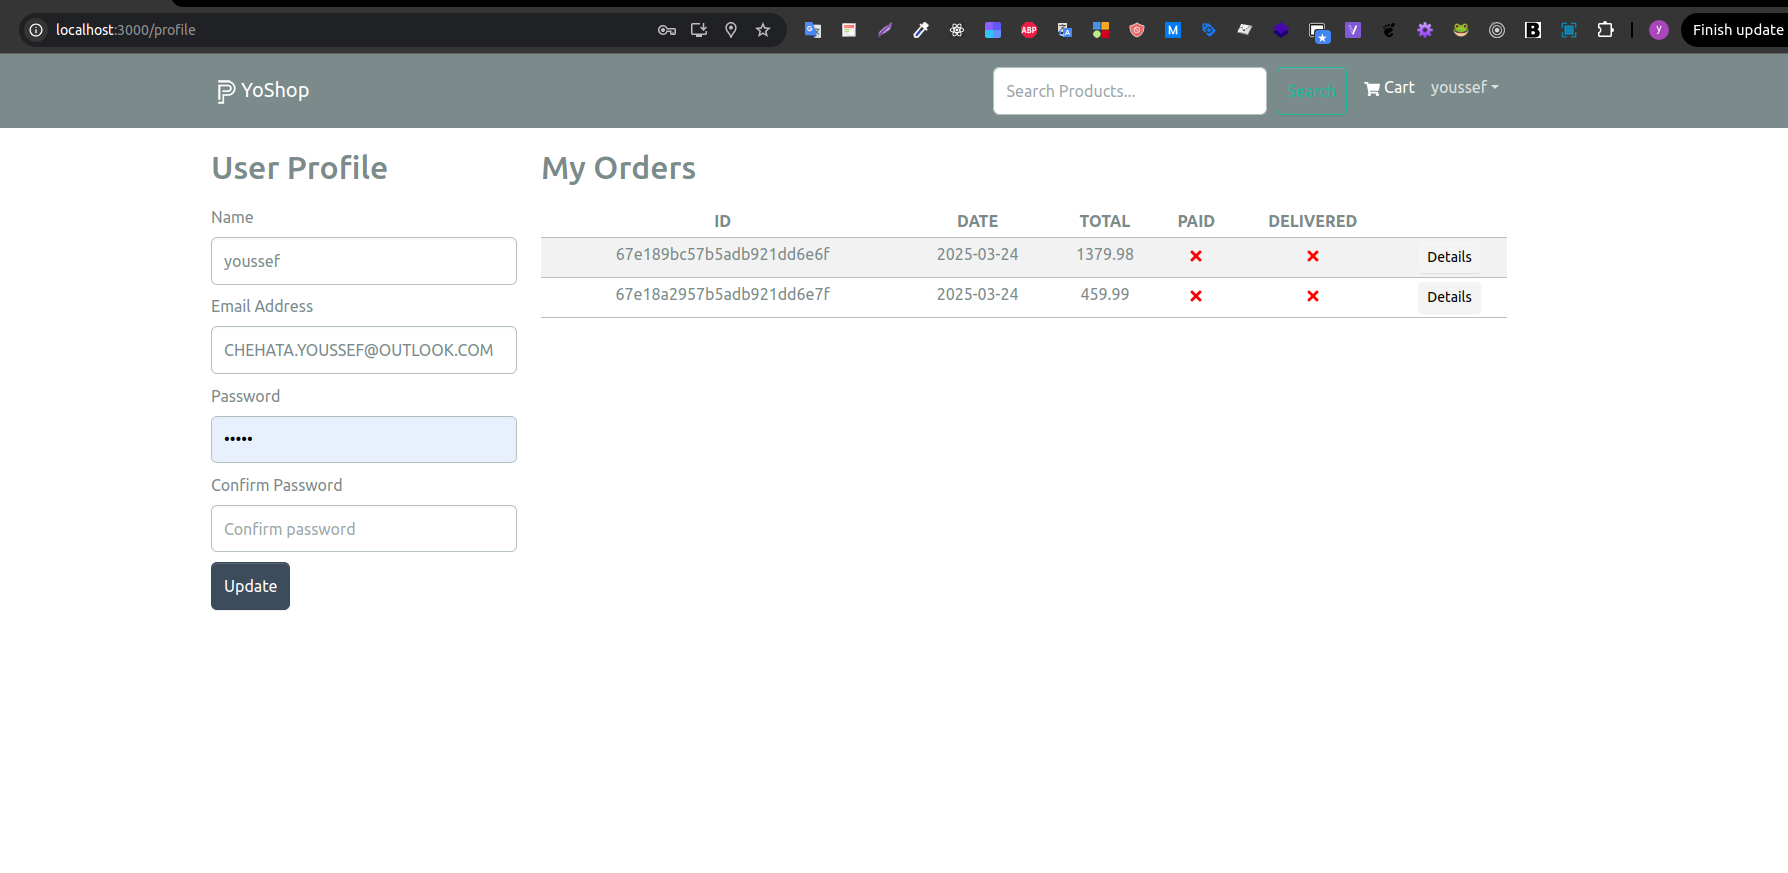 localhost:3000/profile
ABP
M
V
B
y
Finish update
YoShop
Search Products...
Search
Cart
youssef
User Profile
My Orders
Name
youssef
Email Address
CHEHATA.YOUSSEF@OUTLOOK.COM
Password
•••••
Confirm Password
Confirm password
Update
ID DATE TOTAL PAID DELIVERED
67e189bc57b5adb921dd6e6f 2025-03-24 1379.98 Details
67e18a2957b5adb921dd6e7f 2025-03-24 459.99 Details